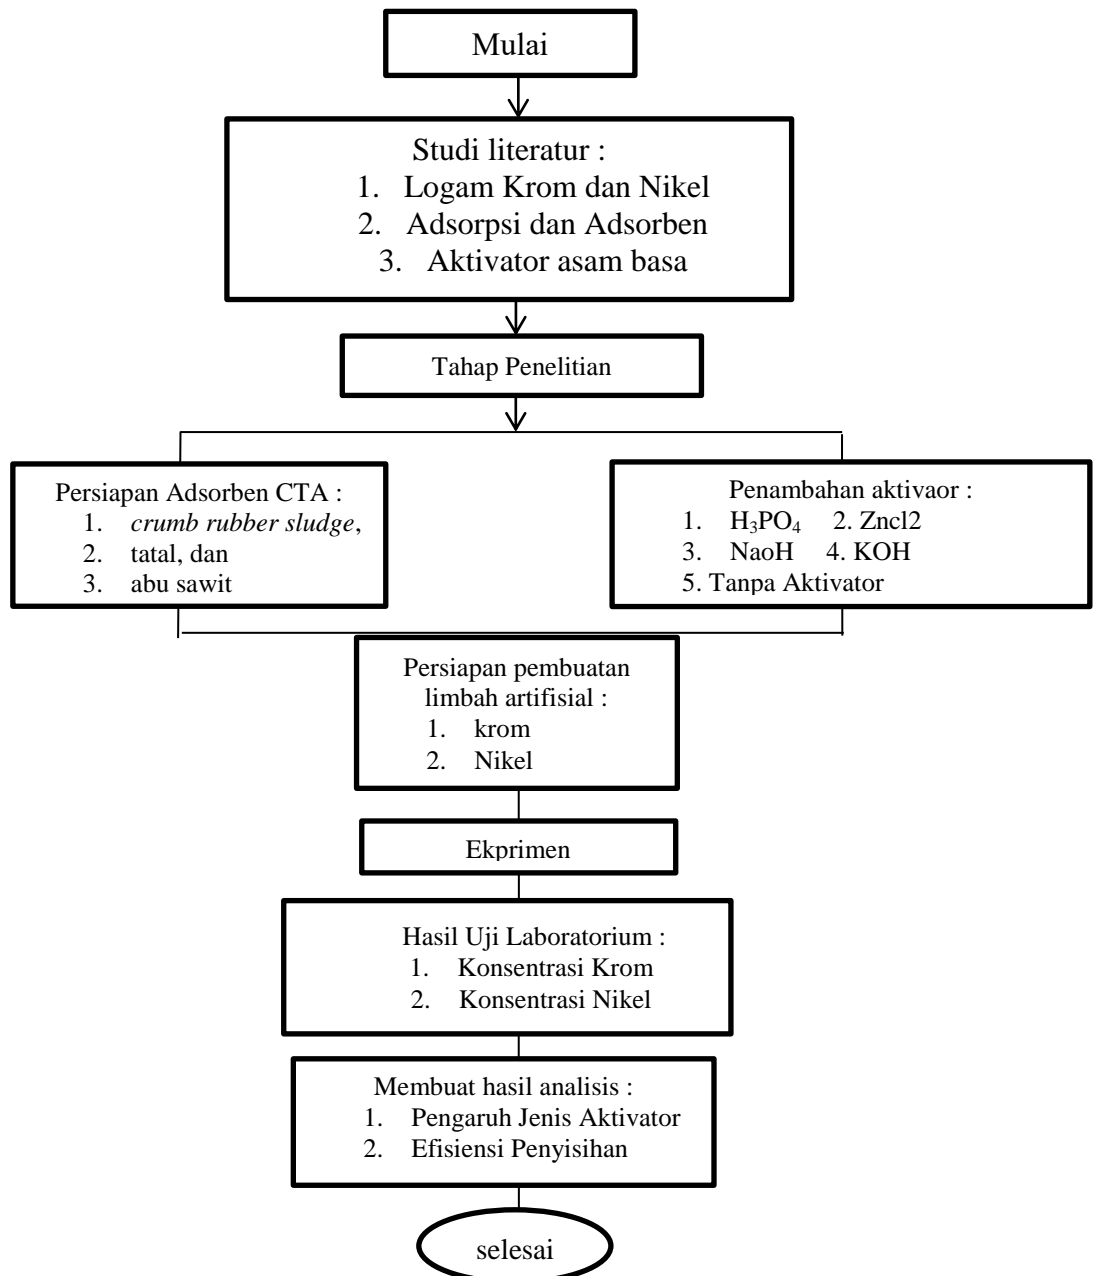 Mulai
Studi literatur :
1. Logam Krom dan Nikel
2. Adsorpsi dan Adsorben
3. Aktivator asam basa
Tahap Penelitian
Persiapan Adsorben CTA :
1. crumb rubber sludge,
2. tatal, dan
3. abu sawit
Penambahan aktivaor :
1. H₃PO₄ 2. Zncl2
3. NaoH 4. KOH
5. Tanpa Aktivator
Persiapan pembuatan
limbah artifisial :
1. krom
2. Nikel
Ekprimen
Hasil Uji Laboratorium :
1. Konsentrasi Krom
2. Konsentrasi Nikel
Membuat hasil analisis :
1. Pengaruh Jenis Aktivator
2. Efisiensi Penyisihan
selesai